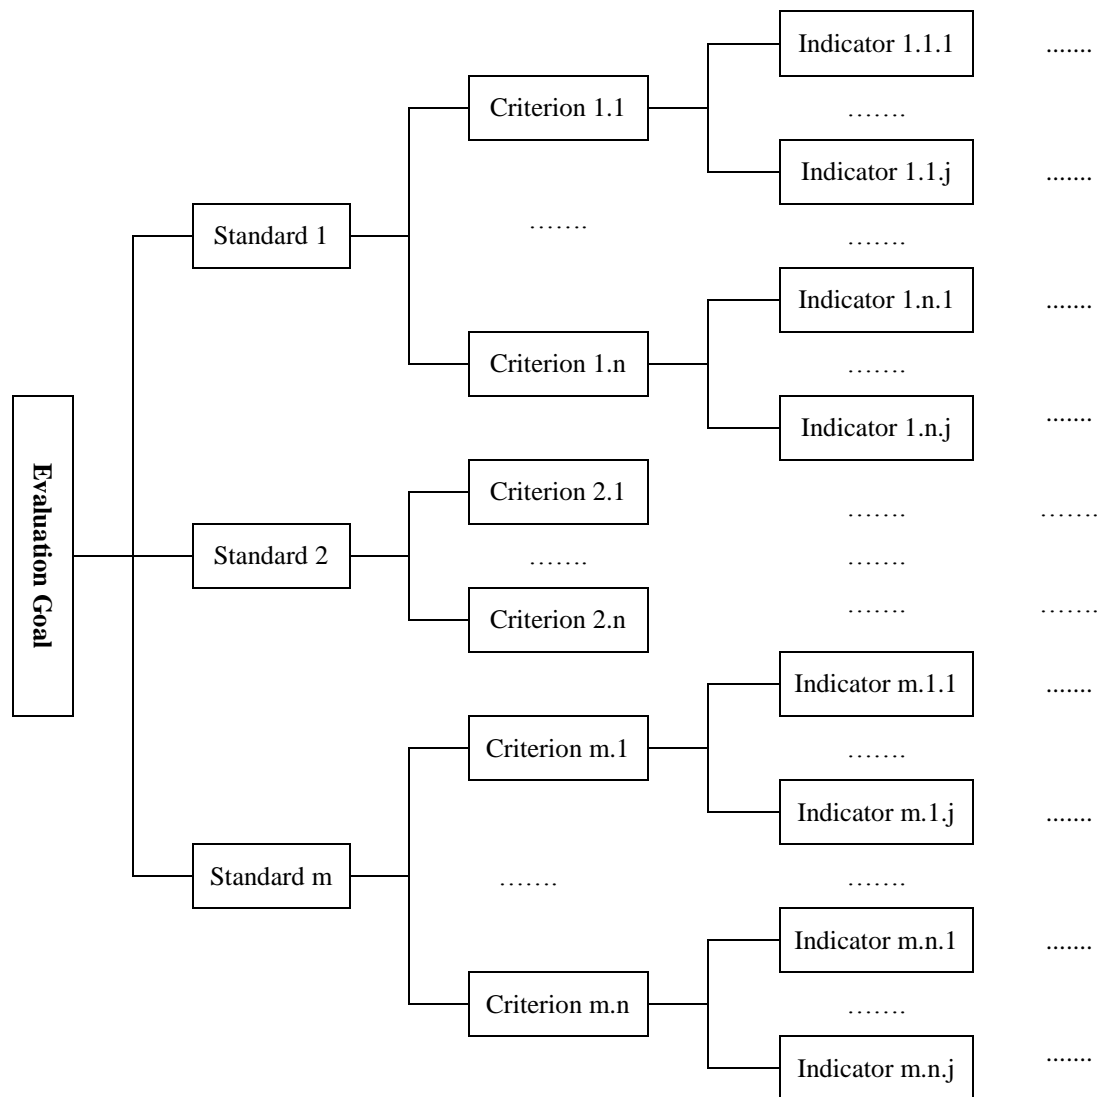 Indicator 1.1.1 .......
Criterion 1.1
.......
Indicator 1.1.j .......
Standard 1
.......
.......
Indicator 1.n.1 .......
Criterion 1.n
.......
Indicator 1.n.j .......
Evaluation Goal
Criterion 2.1
....... .......
Standard 2
.......
.......
Criterion 2.n
....... .......
Indicator m.1.1 .......
Criterion m.1
.......
Indicator m.1.j .......
Standard m
.......
.......
Indicator m.n.1 .......
Criterion m.n
.......
Indicator m.n.j .......